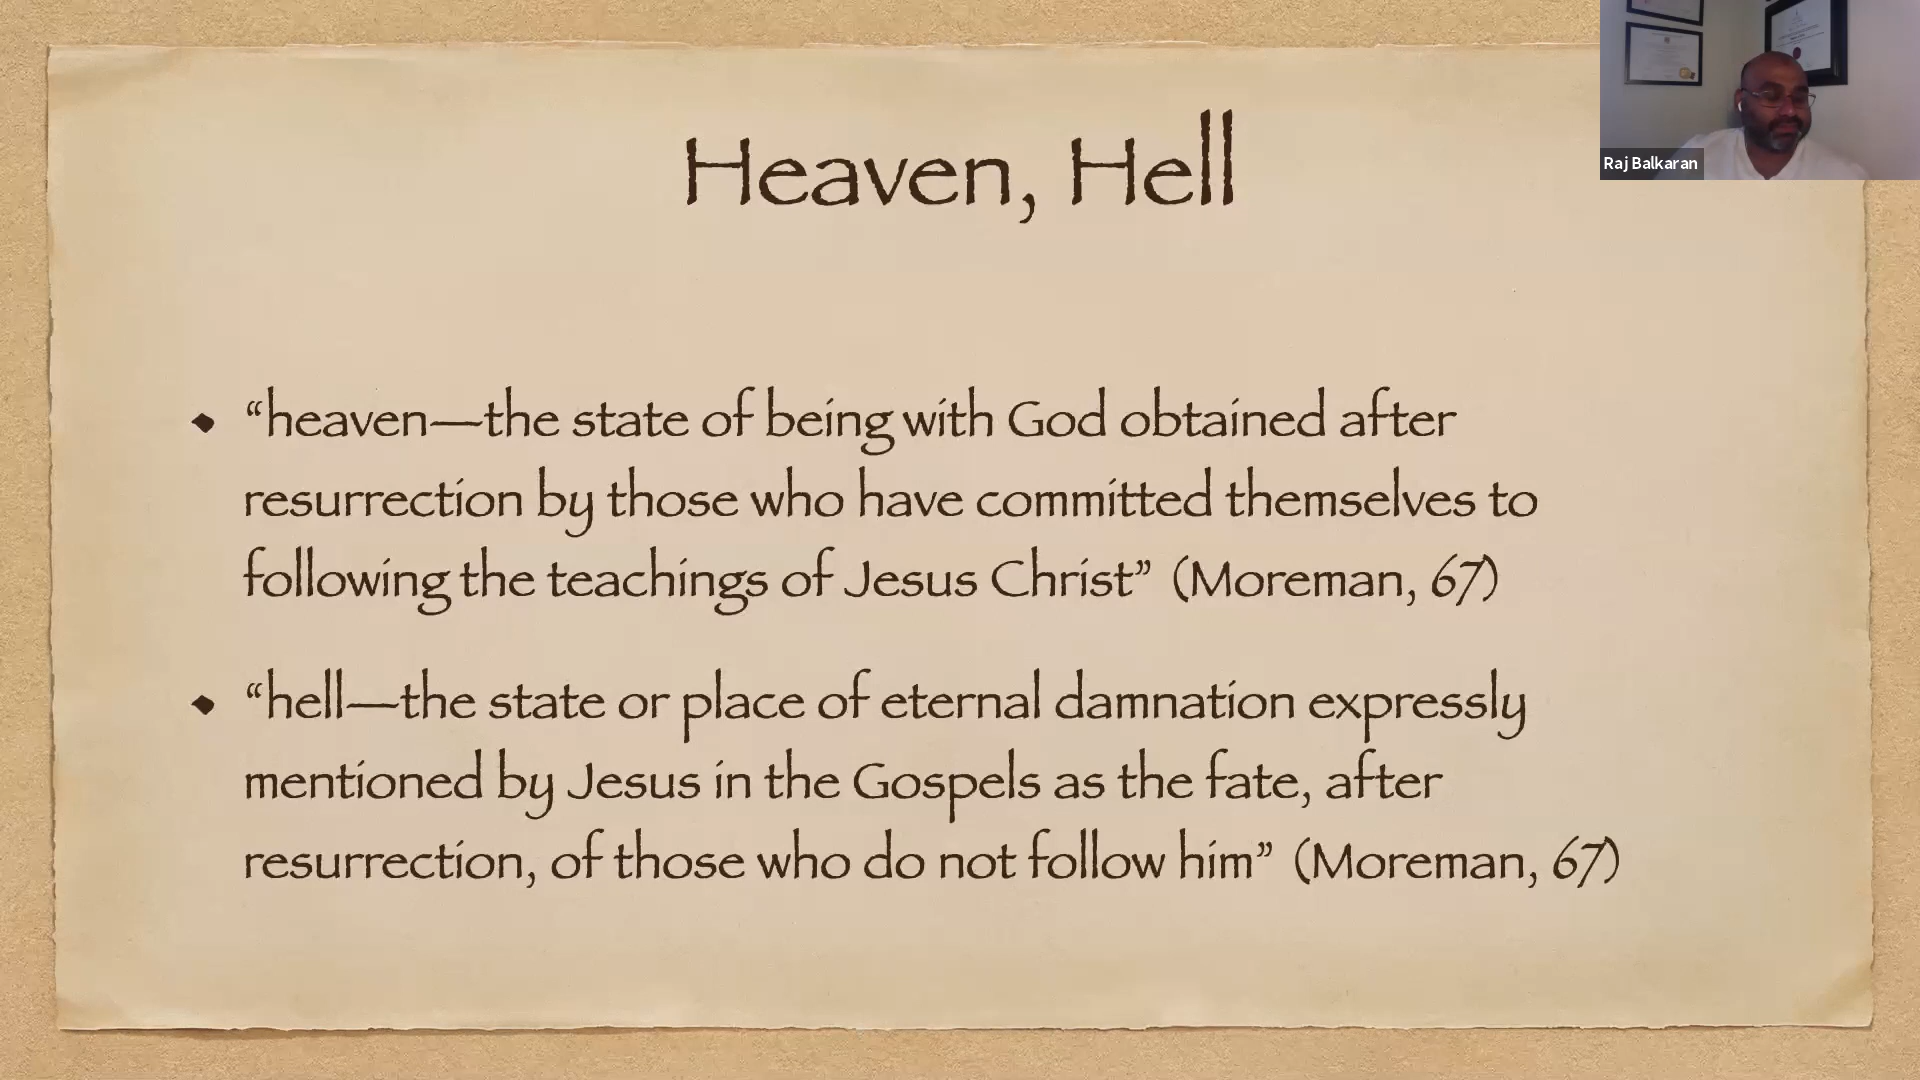 Heaven, Hell
Raj Balkaran
• “heaven—the state of being with God obtained after
resurrection by those who have committed themselves to
following the teachings of Jesus Christ” (Moreman, 67)
• “hell—the state or place of eternal damnation expressly
mentioned by Jesus in the Gospels as the fate, after
resurrection, of those who do not follow him” (Moreman, 67)